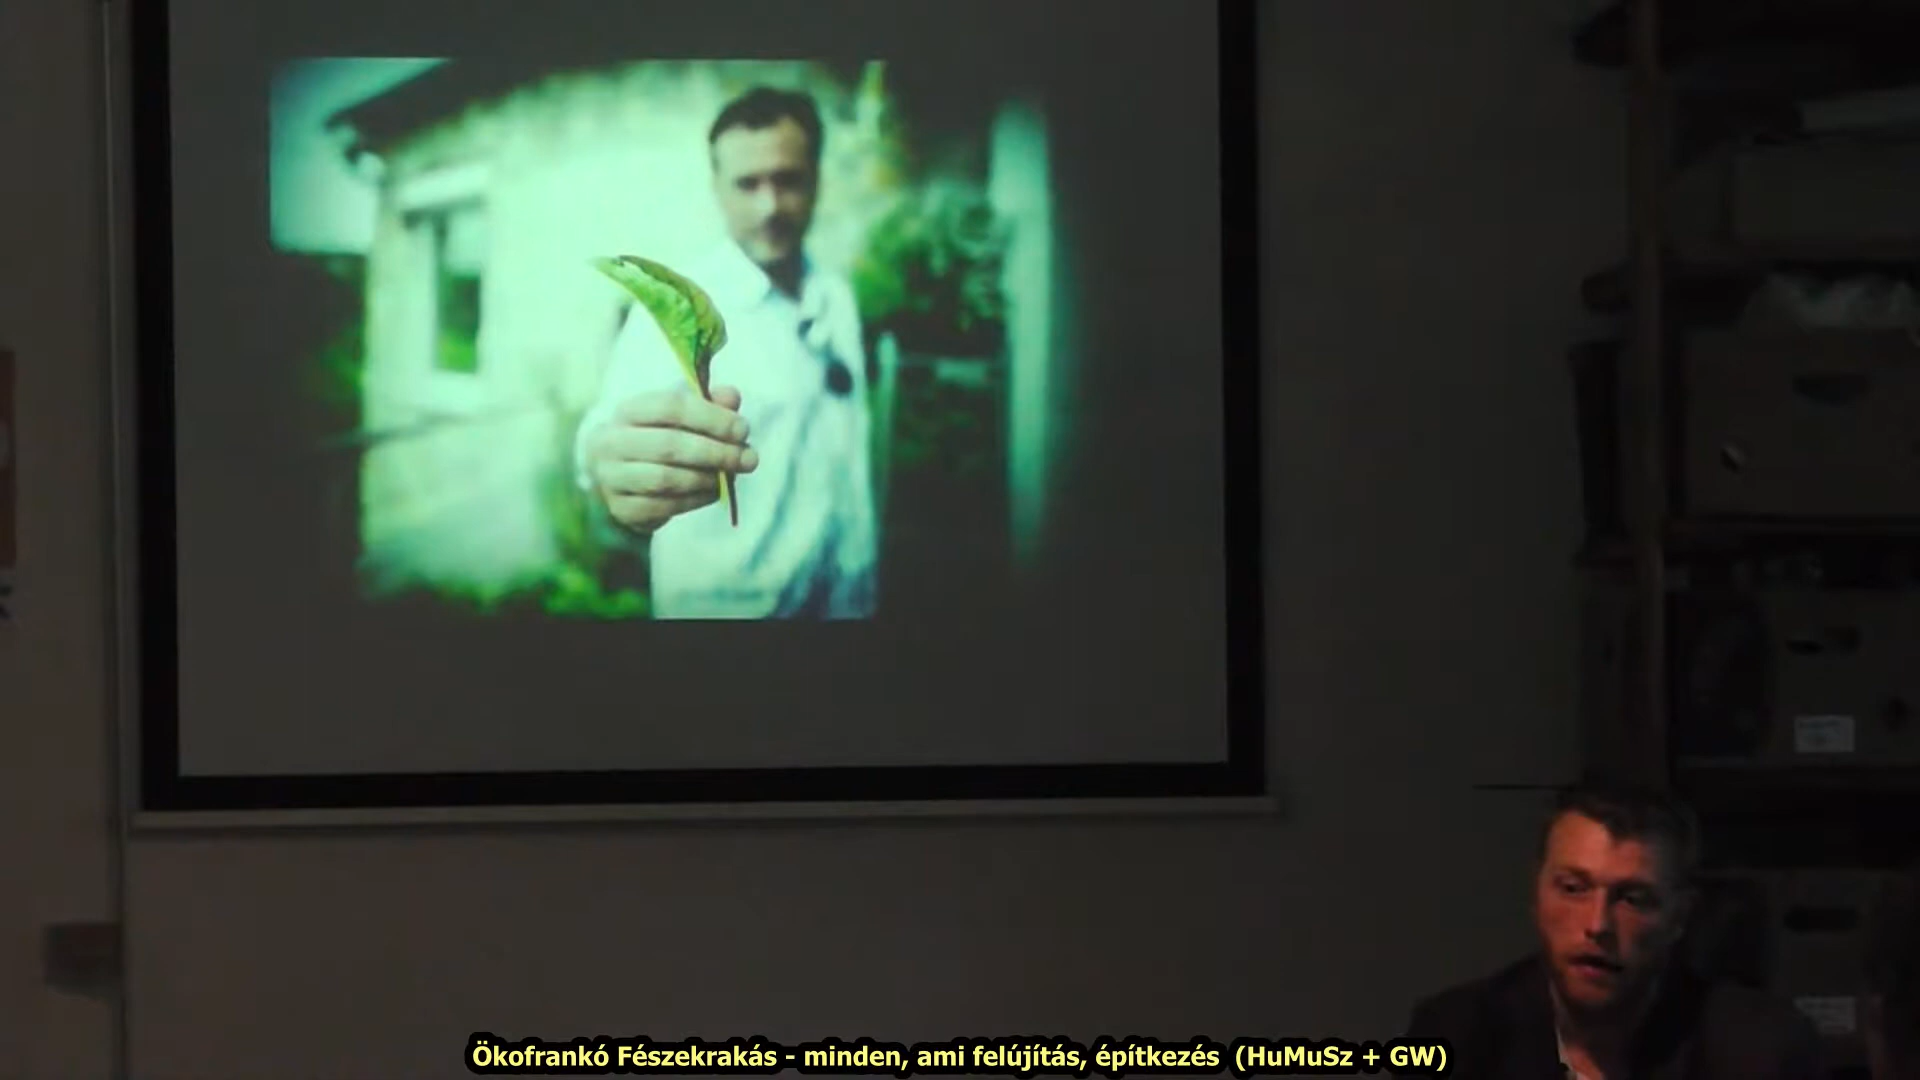 Ökofrankó Fészekrakás - minden, ami felújítás, építkezés (HuMuSz + GW)